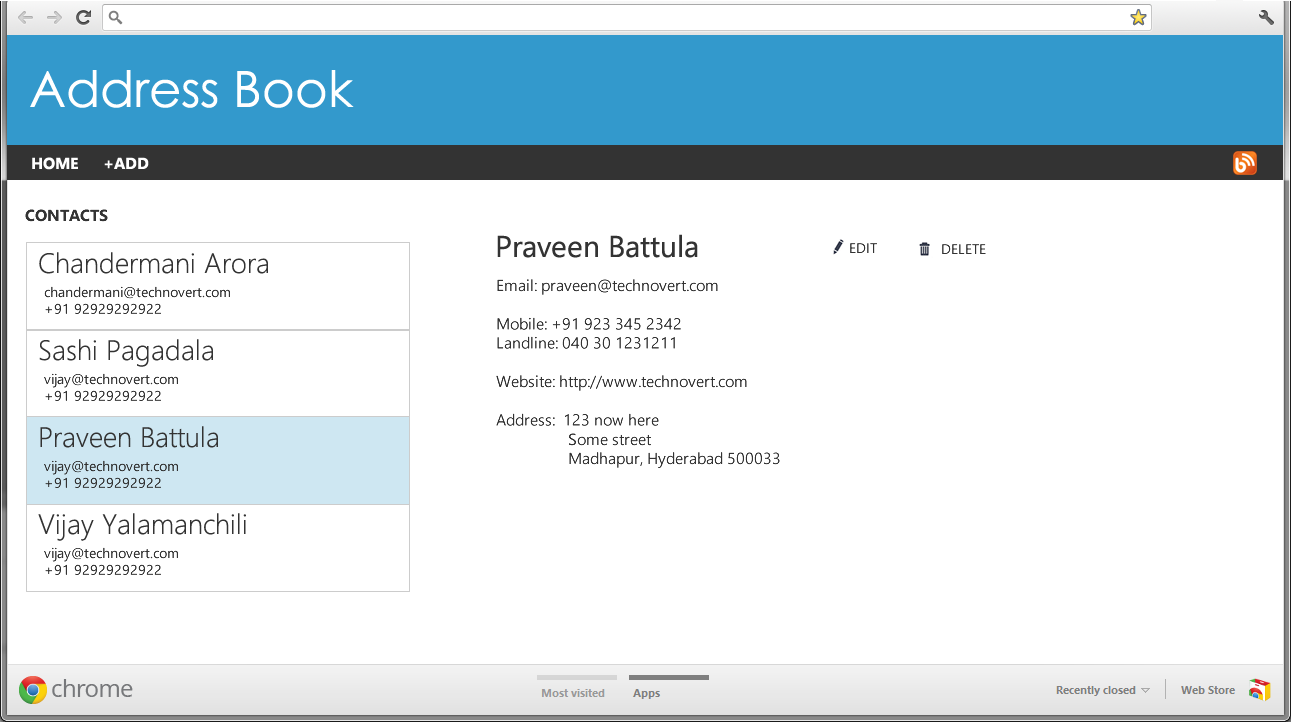 Address Book
HOME +ADD
CONTACTS
Chandermani Arora
chandermani@technovert.com
+91 92929292922
Sashi Pagadala
vijay@technovert.com
+91 92929292922
Praveen Battula
vijay@technovert.com
+91 92929292922
Vijay Yalamanchili
vijay@technovert.com
+91 92929292922
Praveen Battula EDIT DELETE
Email: praveen@technovert.com
Mobile: +91 923 345 2342
Landline: 040 30 1231211
Website: http://www.technovert.com
Address: 123 now here
Some street
Madhapur, Hyderabad 500033
chrome Most visited Apps Recently closed Web Store